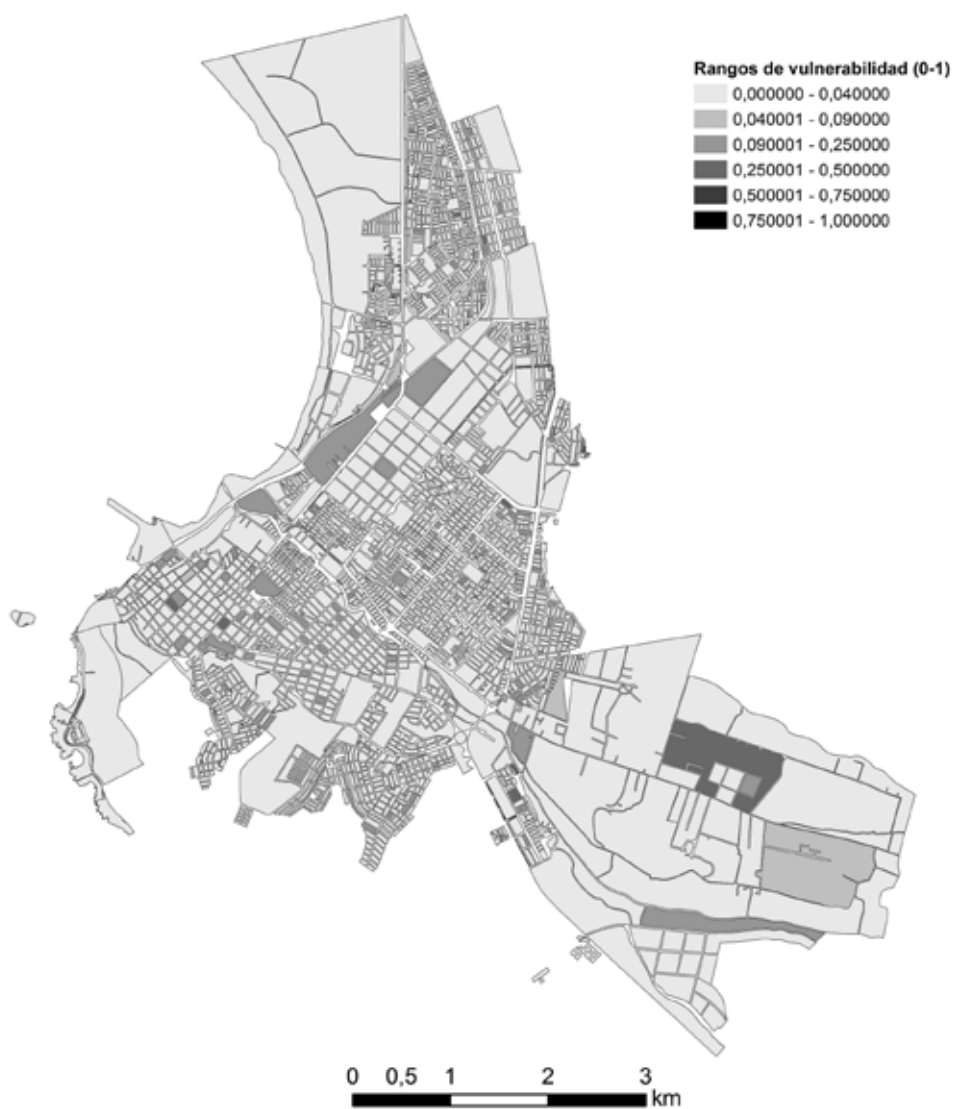 Rangos de vulnerabilidad (0-1)
0,000000 - 0,040000
0,040001 - 0,090000
0,090001 - 0,250000
0,250001 - 0,500000
0,500001 - 0,750000
0,750001 - 1,000000
0 0,5 1 2 3
km